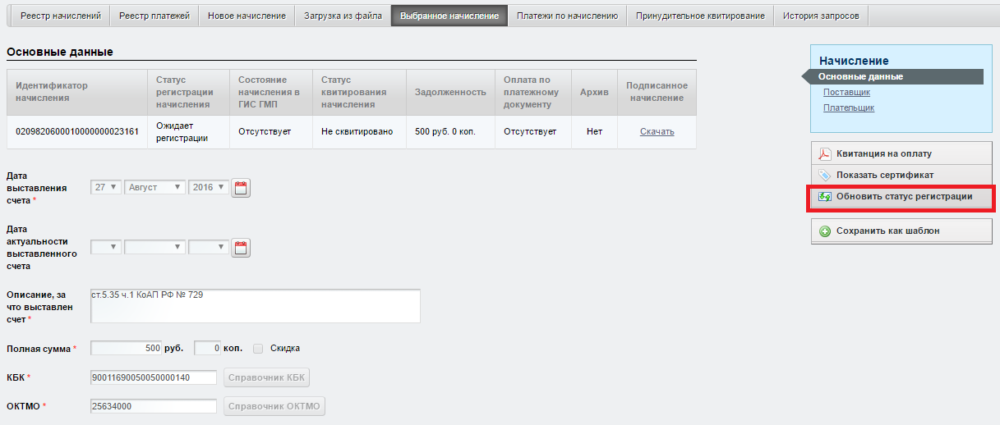 Реестр начислений Реестр платежей Новое начисление Загрузка из файла Выбранное начисление Платежи по начислению Принудительное квитирование История запросов
Основные данные
Идентификатор начисления
Статус регистрации начисления
Состояние начисления в ГИС ГМП
Статус квитирования начисления
Задолженность
Оплата по платежному документу
Архив
Подписанное начисление
0209820600010000000023161
Ожидает регистрации
Отсутствует
Не сквитировано
500 руб. 0 коп.
Отсутствует
Нет
Скачать
Дата
выставления
счета *
27 Август 2016
Дата
актуальности
выставленного
счета
Описание, за
что выставлен
счет *
ст.5.35 ч.1 КоАП РФ № 729
Полная сумма * 500 руб. 0 коп. Скидка
КБК * 90011690050050000140 Справочник КБК
ОКТМО * 25634000 Справочник ОКТМО
Начисление
Основные данные
Поставщик
Плательщик
Квитанция на оплату
Показать сертификат
Обновить статус регистрации
Сохранить как шаблон